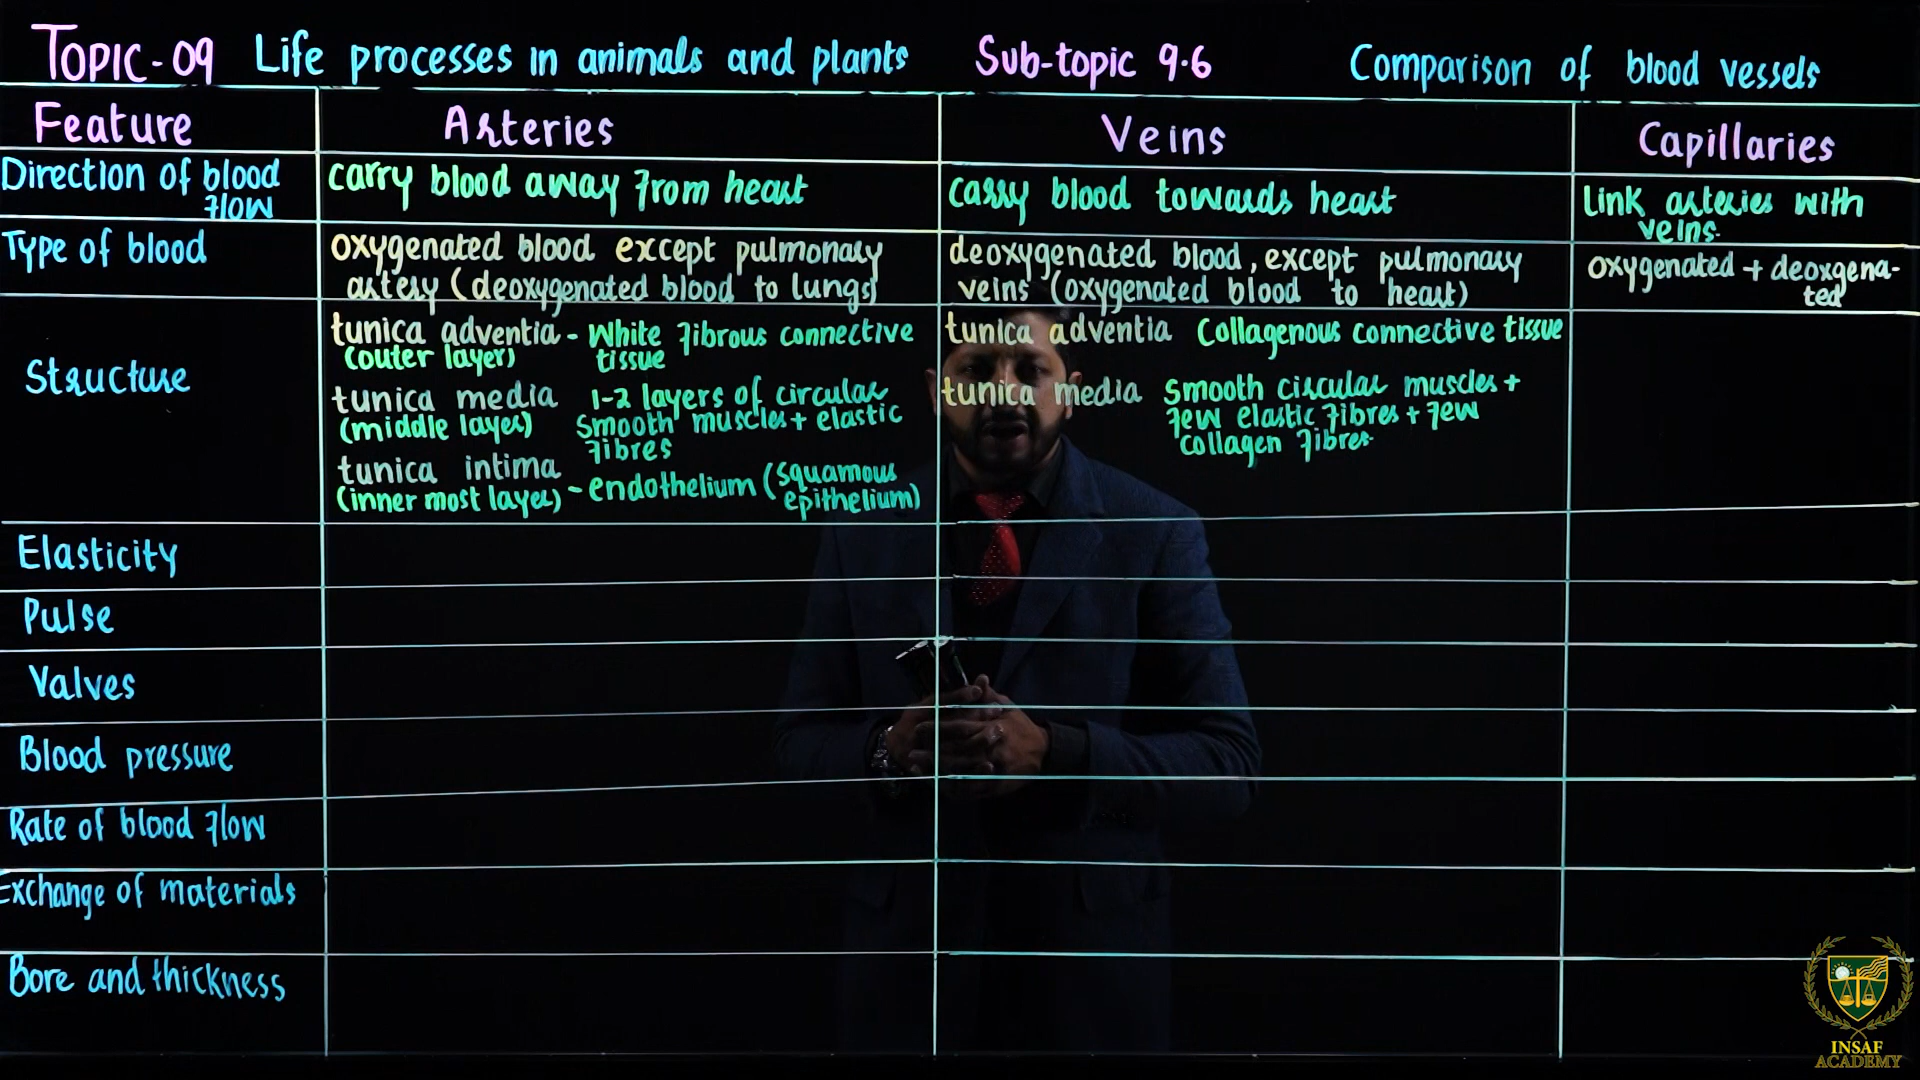 TOPIC-09 Life processes in animals and plants Sub-topic 9.6 Comparison of blood vessels
Feature Arteries Veins Capillaries
Direction of blood flow
carry blood away from heart
carry blood towards heart
Link arteries with
veins.
Type of blood
oxygenated blood except pulmonary
artery (deoxygenated blood to lungs)
deoxygenated blood, except pulmonary
veins (oxygenated blood to heart)
oxygenated + deoxgena-
ted
Structure
tunica adventia - White fibrous connective
(outer layer) tissue
tunica media 1-2 layers of circular
(middle layer) Smooth muscles + elastic
fibres
tunica intima
(inner most layer) - endothelium (squamous
epithelium)
tunica adventia Collagenous connective tissue
tunica media Smooth circular muscles +
few elastic fibres + few
collagen fibres.
Elasticity
Pulse
Valves
Blood pressure
Rate of blood flow
Exchange of materials
Bore and thickness
INSAF
ACADEMY